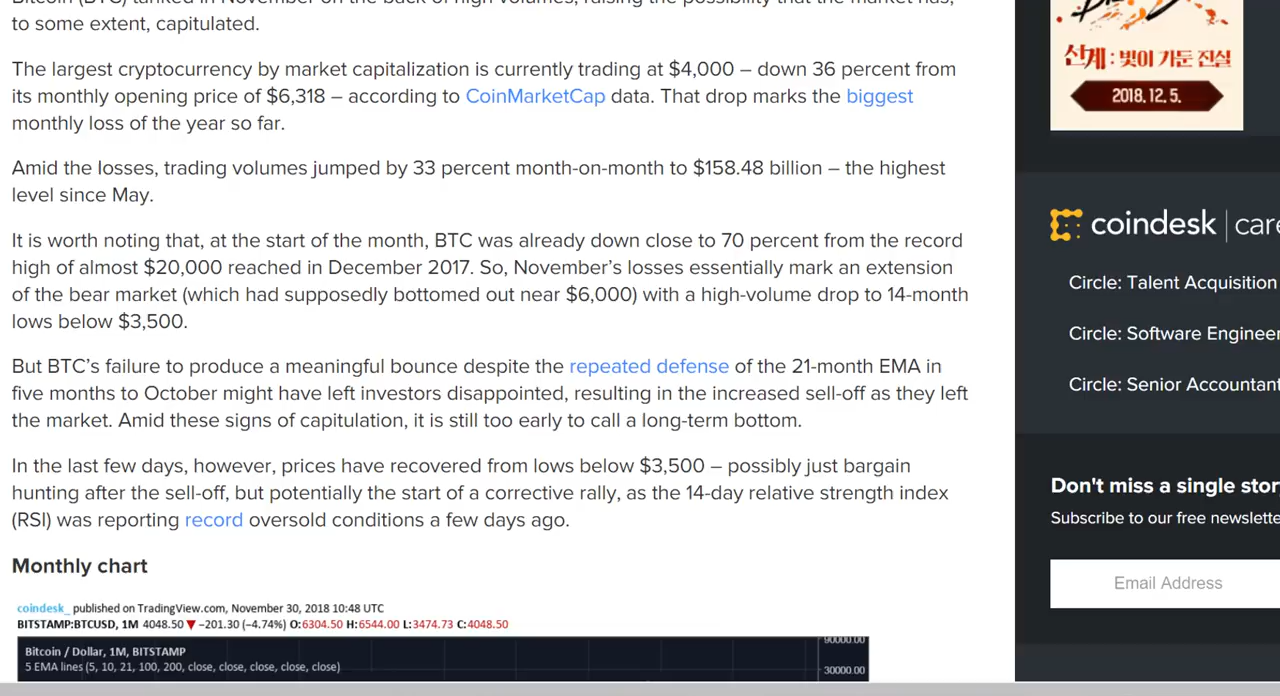 Bitcoin (BTC) tanked in November on the back of high volumes, raising the possibility that the market has,
to some extent, capitulated.
The largest cryptocurrency by market capitalization is currently trading at $4,000 – down 36 percent from
its monthly opening price of $6,318 – according to CoinMarketCap data. That drop marks the biggest
monthly loss of the year so far.
Amid the losses, trading volumes jumped by 33 percent month-on-month to $158.48 billion – the highest
level since May.
It is worth noting that, at the start of the month, BTC was already down close to 70 percent from the record
high of almost $20,000 reached in December 2017. So, November’s losses essentially mark an extension
of the bear market (which had supposedly bottomed out near $6,000) with a high-volume drop to 14-month
lows below $3,500.
But BTC’s failure to produce a meaningful bounce despite the repeated defense of the 21-month EMA in
five months to October might have left investors disappointed, resulting in the increased sell-off as they left
the market. Amid these signs of capitulation, it is still too early to call a long-term bottom.
In the last few days, however, prices have recovered from lows below $3,500 – possibly just bargain
hunting after the sell-off, but potentially the start of a corrective rally, as the 14-day relative strength index
(RSI) was reporting record oversold conditions a few days ago.
Monthly chart
coindesk_ published on TradingView.com, November 30, 2018 10:48 UTC
BITSTAMP:BTCUSD, 1M 4048.50 ▼ −201.30 (−4.74%) O:6304.50 H:6544.00 L:3474.73 C:4048.50
Bitcoin / Dollar, 1M, BITSTAMP
5 EMA lines (5, 10, 21, 100, 200, close, close, close, close, close)
90000.00
30000.00
산계 : 벗이 가둔 진실
2018. 12. 5.
coindesk | care
Circle: Talent Acquisition
Circle: Software Engineer
Circle: Senior Accountant
Don't miss a single stor
Subscribe to our free newslette
Email Address